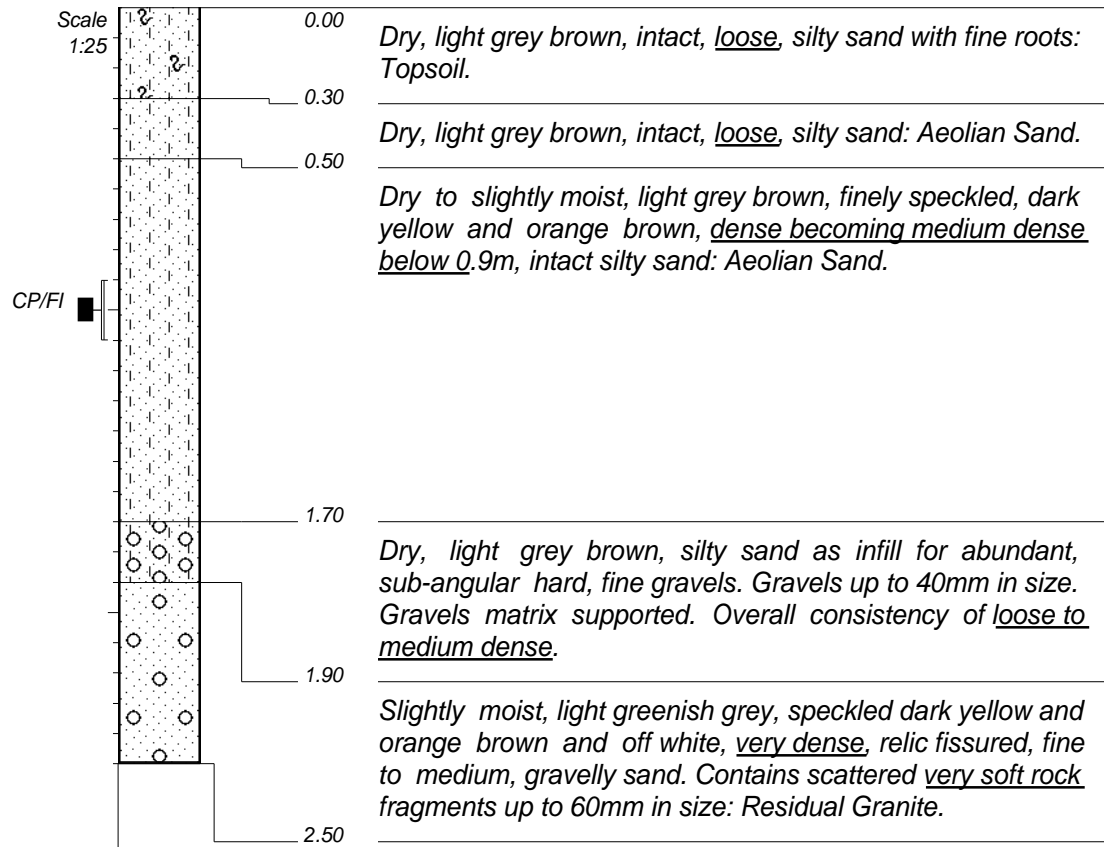 Scale
1:25
0.00
Dry, light grey brown, intact, loose, silty sand with fine roots:
Topsoil.
0.30
Dry, light grey brown, intact, loose, silty sand: Aeolian Sand.
0.50
Dry to slightly moist, light grey brown, finely speckled, dark
yellow and orange brown, dense becoming medium dense
below 0.9m, intact silty sand: Aeolian Sand.
CP/FI
1.70
Dry, light grey brown, silty sand as infill for abundant,
sub-angular hard, fine gravels. Gravels up to 40mm in size.
Gravels matrix supported. Overall consistency of loose to
medium dense.
1.90
Slightly moist, light greenish grey, speckled dark yellow and
orange brown and off white, very dense, relic fissured, fine
to medium, gravelly sand. Contains scattered very soft rock
fragments up to 60mm in size: Residual Granite.
2.50